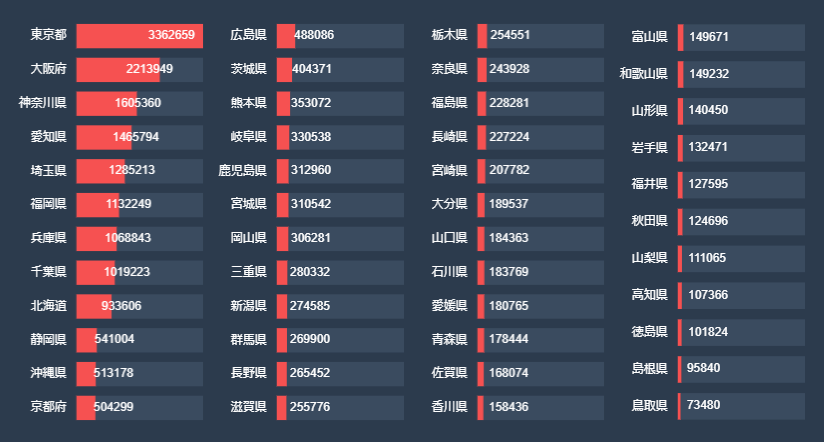 東京都 3362659
大阪府 2213949
神奈川県 1605360
愛知県 1465794
埼玉県 1285213
福岡県 1132249
兵庫県 1068843
千葉県 1019223
北海道 933606
静岡県 541004
沖縄県 513178
京都府 504299
広島県 488086
茨城県 404371
熊本県 353072
岐阜県 330538
鹿児島県 312960
宮城県 310542
岡山県 306281
三重県 280332
新潟県 274585
群馬県 269900
長野県 265452
滋賀県 255776
栃木県 254551
奈良県 243928
福島県 228281
長崎県 227224
宮崎県 207782
大分県 189537
山口県 184363
石川県 183769
愛媛県 180765
青森県 178444
佐賀県 168074
香川県 158436
富山県 149671
和歌山県 149232
山形県 140450
岩手県 132471
福井県 127595
秋田県 124696
山梨県 111065
高知県 107366
徳島県 101824
島根県 95840
鳥取県 73480